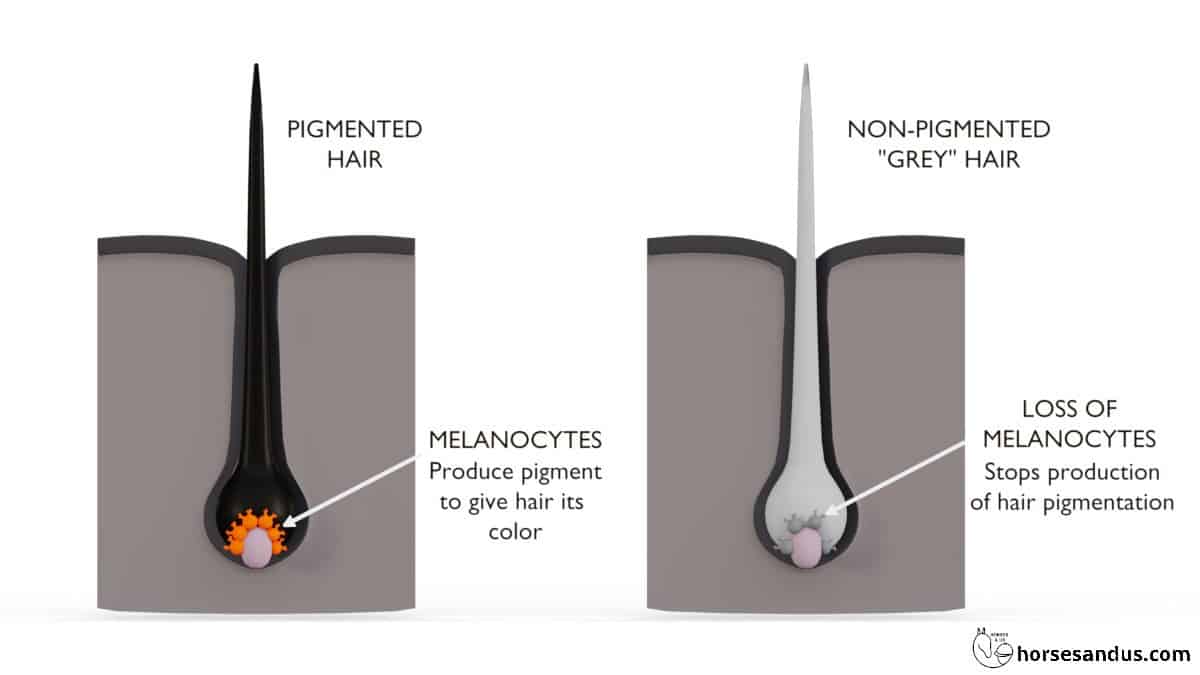 PIGMENTED
HAIR
NON-PIGMENTED
"GREY" HAIR
MELANOCYTES
Produce pigment
to give hair its
color
LOSS OF
MELANOCYTES
Stops production
of hair pigmentation
horsesandus.com